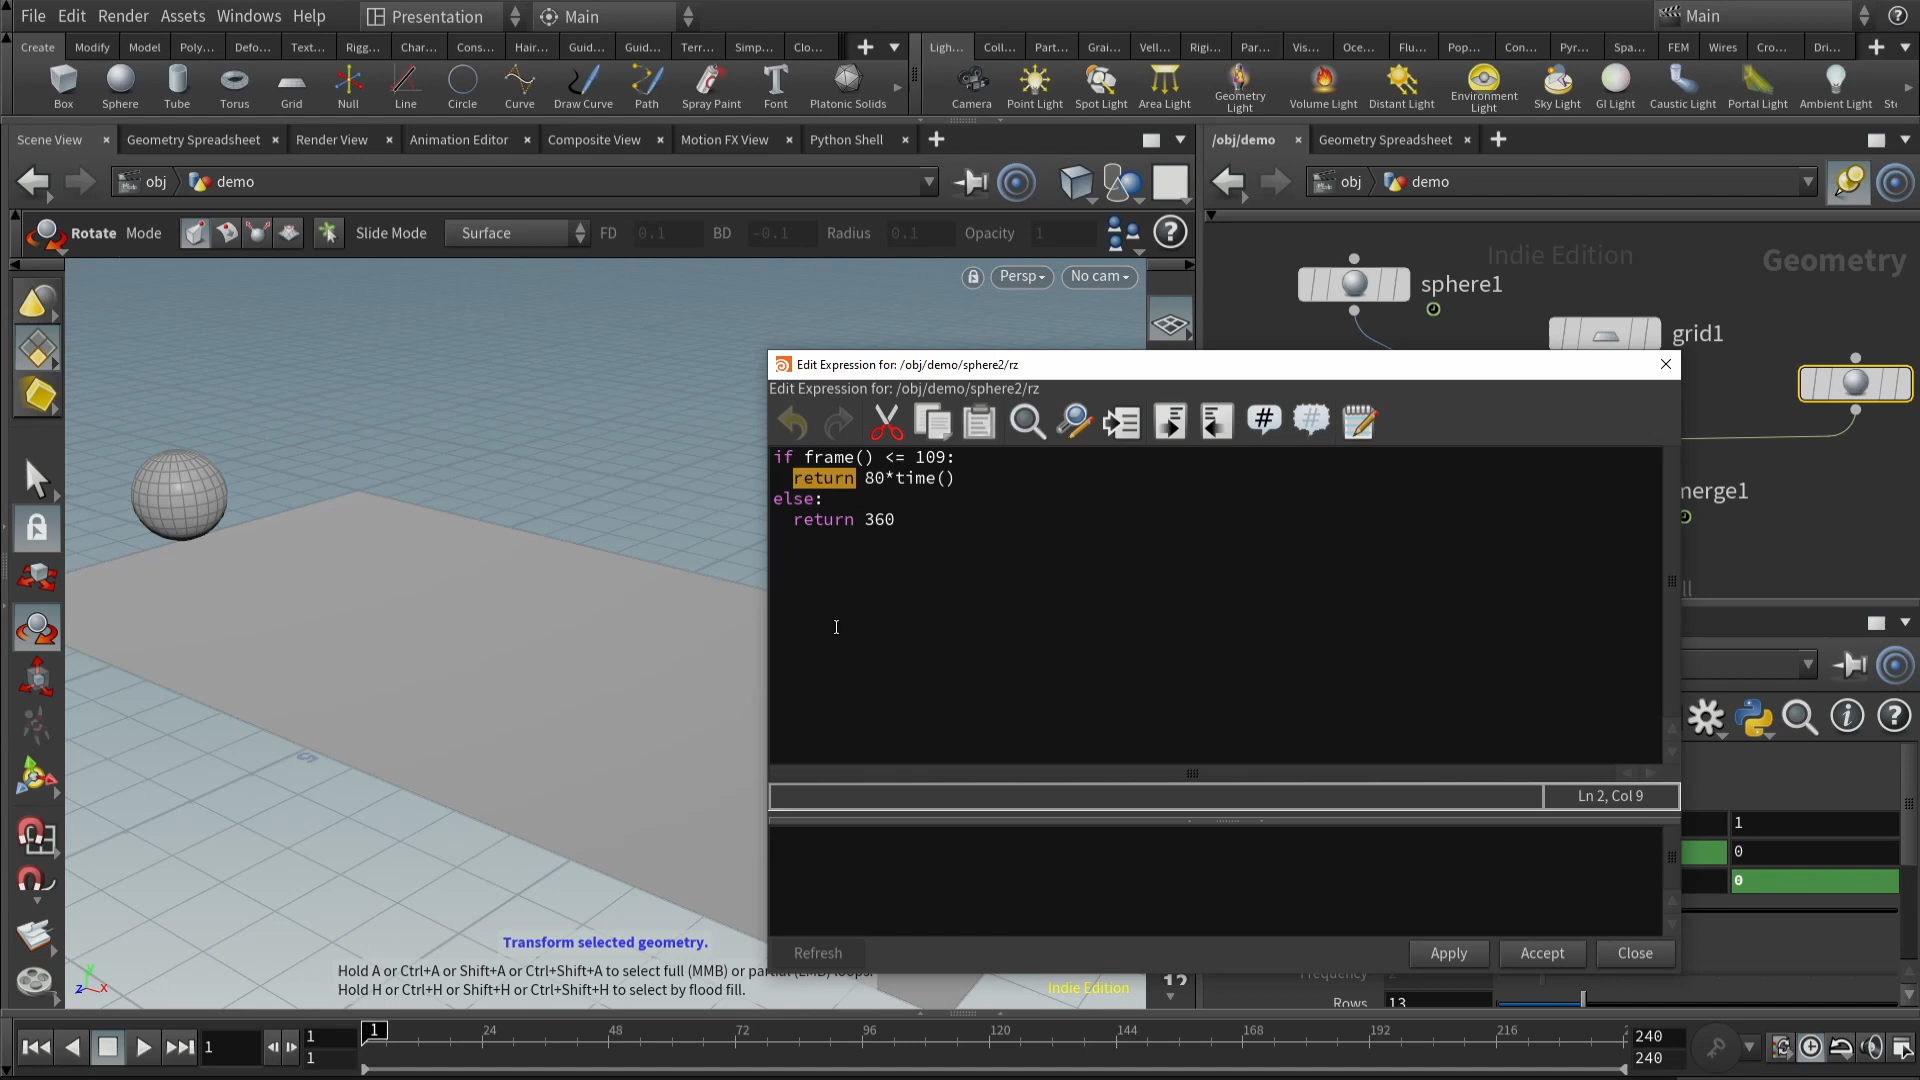 File Edit Render Assets Windows Help Presentation Main Main
Create Modify Model Poly... Defo... Text... Rigg... Char... Cons... Hair... Guid... Guid... Terr... Simp... Clo... Ligh... Coll... Part... Grai... Vell... Rigi... Par... Vis... Oce... Flu... Pop... Con... Pyr... Spa... FEM Wires Cro... Dri...
Box Sphere Tube Torus Grid Null Line Circle Curve Draw Curve Path Spray Paint Font Platonic Solids Camera Point Light Spot Light Area Light Geometry Light Volume Light Distant Light Environment Light Sky Light GI Light Caustic Light Portal Light Ambient Light St
Scene View Geometry Spreadsheet Render View Animation Editor Composite View Motion FX View Python Shell /obj/demo Geometry Spreadsheet
obj demo obj demo
Rotate Mode Slide Mode Surface FD 0.1 BD -0.1 Radius 0.1 Opacity 1
Indie Edition Geometry
Persp No cam
sphere1
grid1
Edit Expression for: /obj/demo/sphere2/rz
Edit Expression for: /obj/demo/sphere2/rz
if frame() <= 109:
return 80*time()
else:
return 360
merge1
Ln 2, Col 9
1
0
0
Refresh Apply Accept Close
Transform selected geometry.
Hold A or Ctrl+A or Shift+A or Ctrl+Shift+A to select full (MMB) or partial (LMB) loops.
Hold H or Ctrl+H or Shift+H or Ctrl+Shift+H to select by flood fill.
Indie Edition
12
Frequency 2
Rows 13
1 1 1 1 24 48 72 96 120 144 168 192 216 240
240